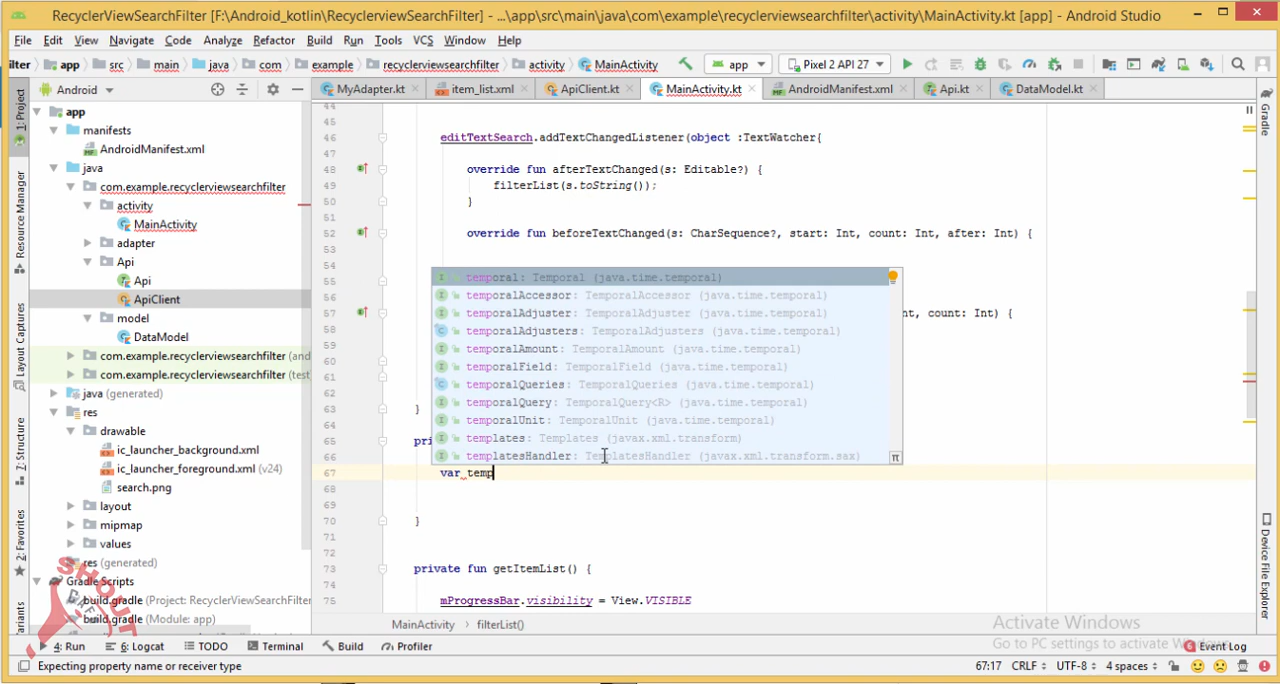 RecyclerViewSearchFilter [F:\Android_kotlin\RecyclerViewSearchFilter] - ...\app\src\main\java\com\example\recyclerviewsearchfilter\activity\MainActivity.kt [app] - Android Studio
File Edit View Navigate Code Analyze Refactor Build Run Tools VCS Window Help
ilter app src main java com example recyclerviewsearchfilter activity MainActivity app Pixel 2 API 27
Android MyAdapter.kt item_list.xml ApiClient.kt MainActivity.kt AndroidManifest.xml Api.kt DataModel.kt
1: Project
Resource Manager
Layout Captures
7: Structure
2: Favorites
ariants
app
manifests
AndroidManifest.xml
java
com.example.recyclerviewsearchfilter
activity
MainActivity
adapter
Api
Api
ApiClient
model
DataModel
com.example.recyclerviewsearchfilter (and
com.example.recyclerviewsearchfilter (test
java (generated)
res
drawable
ic_launcher_background.xml
ic_launcher_foreground.xml (v24)
search.png
layout
mipmap
values
res (generated)
Gradle Scripts
build.gradle (Project: RecyclerViewSearchFilter
build.gradle (Module: app)
SHOUT
44
45
46 editTextSearch.addTextChangedListener(object :TextWatcher{
47
48 override fun afterTextChanged(s: Editable?) {
49 filterList(s.toString());
50 }
51
52 override fun beforeTextChanged(s: CharSequence?, start: Int, count: Int, after: Int) {
53
54
55
56
57 nt, count: Int) {
58
59
60
61
62
63 }
64
65 pri
66
67 var temp
68
69
70 }
71
72
73 private fun getItemList() {
74
75 mProgressBar.visibility = View.VISIBLE
temporal: Temporal (java.time.temporal)
temporalAccessor: TemporalAccessor (java.time.temporal)
temporalAdjuster: TemporalAdjuster (java.time.temporal)
temporalAdjusters: TemporalAdjusters (java.time.temporal)
temporalAmount: TemporalAmount (java.time.temporal)
temporalField: TemporalField (java.time.temporal)
temporalQueries: TemporalQueries (java.time.temporal)
temporalQuery: TemporalQuery<R> (java.time.temporal)
temporalUnit: TemporalUnit (java.time.temporal)
templates: Templates (javax.xml.transform)
templatesHandler: TemplatesHandler (javax.xml.transform.sax)
π
Gradle
Device File Explorer
MainActivity filterList()
Activate Windows
Go to PC settings to activate Windows.
4: Run 6: Logcat TODO Terminal Build Profiler Event Log
Expecting property name or receiver type 67:17 CRLF UTF-8 4 spaces